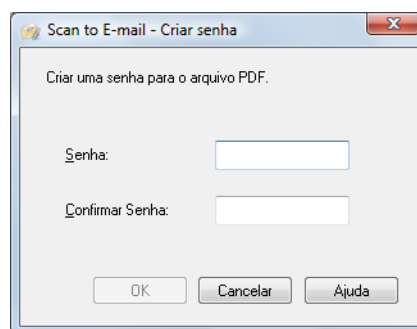 Scan to E-mail - Criar senha
Criar uma senha para o arquivo PDF.
Senha:
Confirmar Senha:
OK Cancelar Ajuda